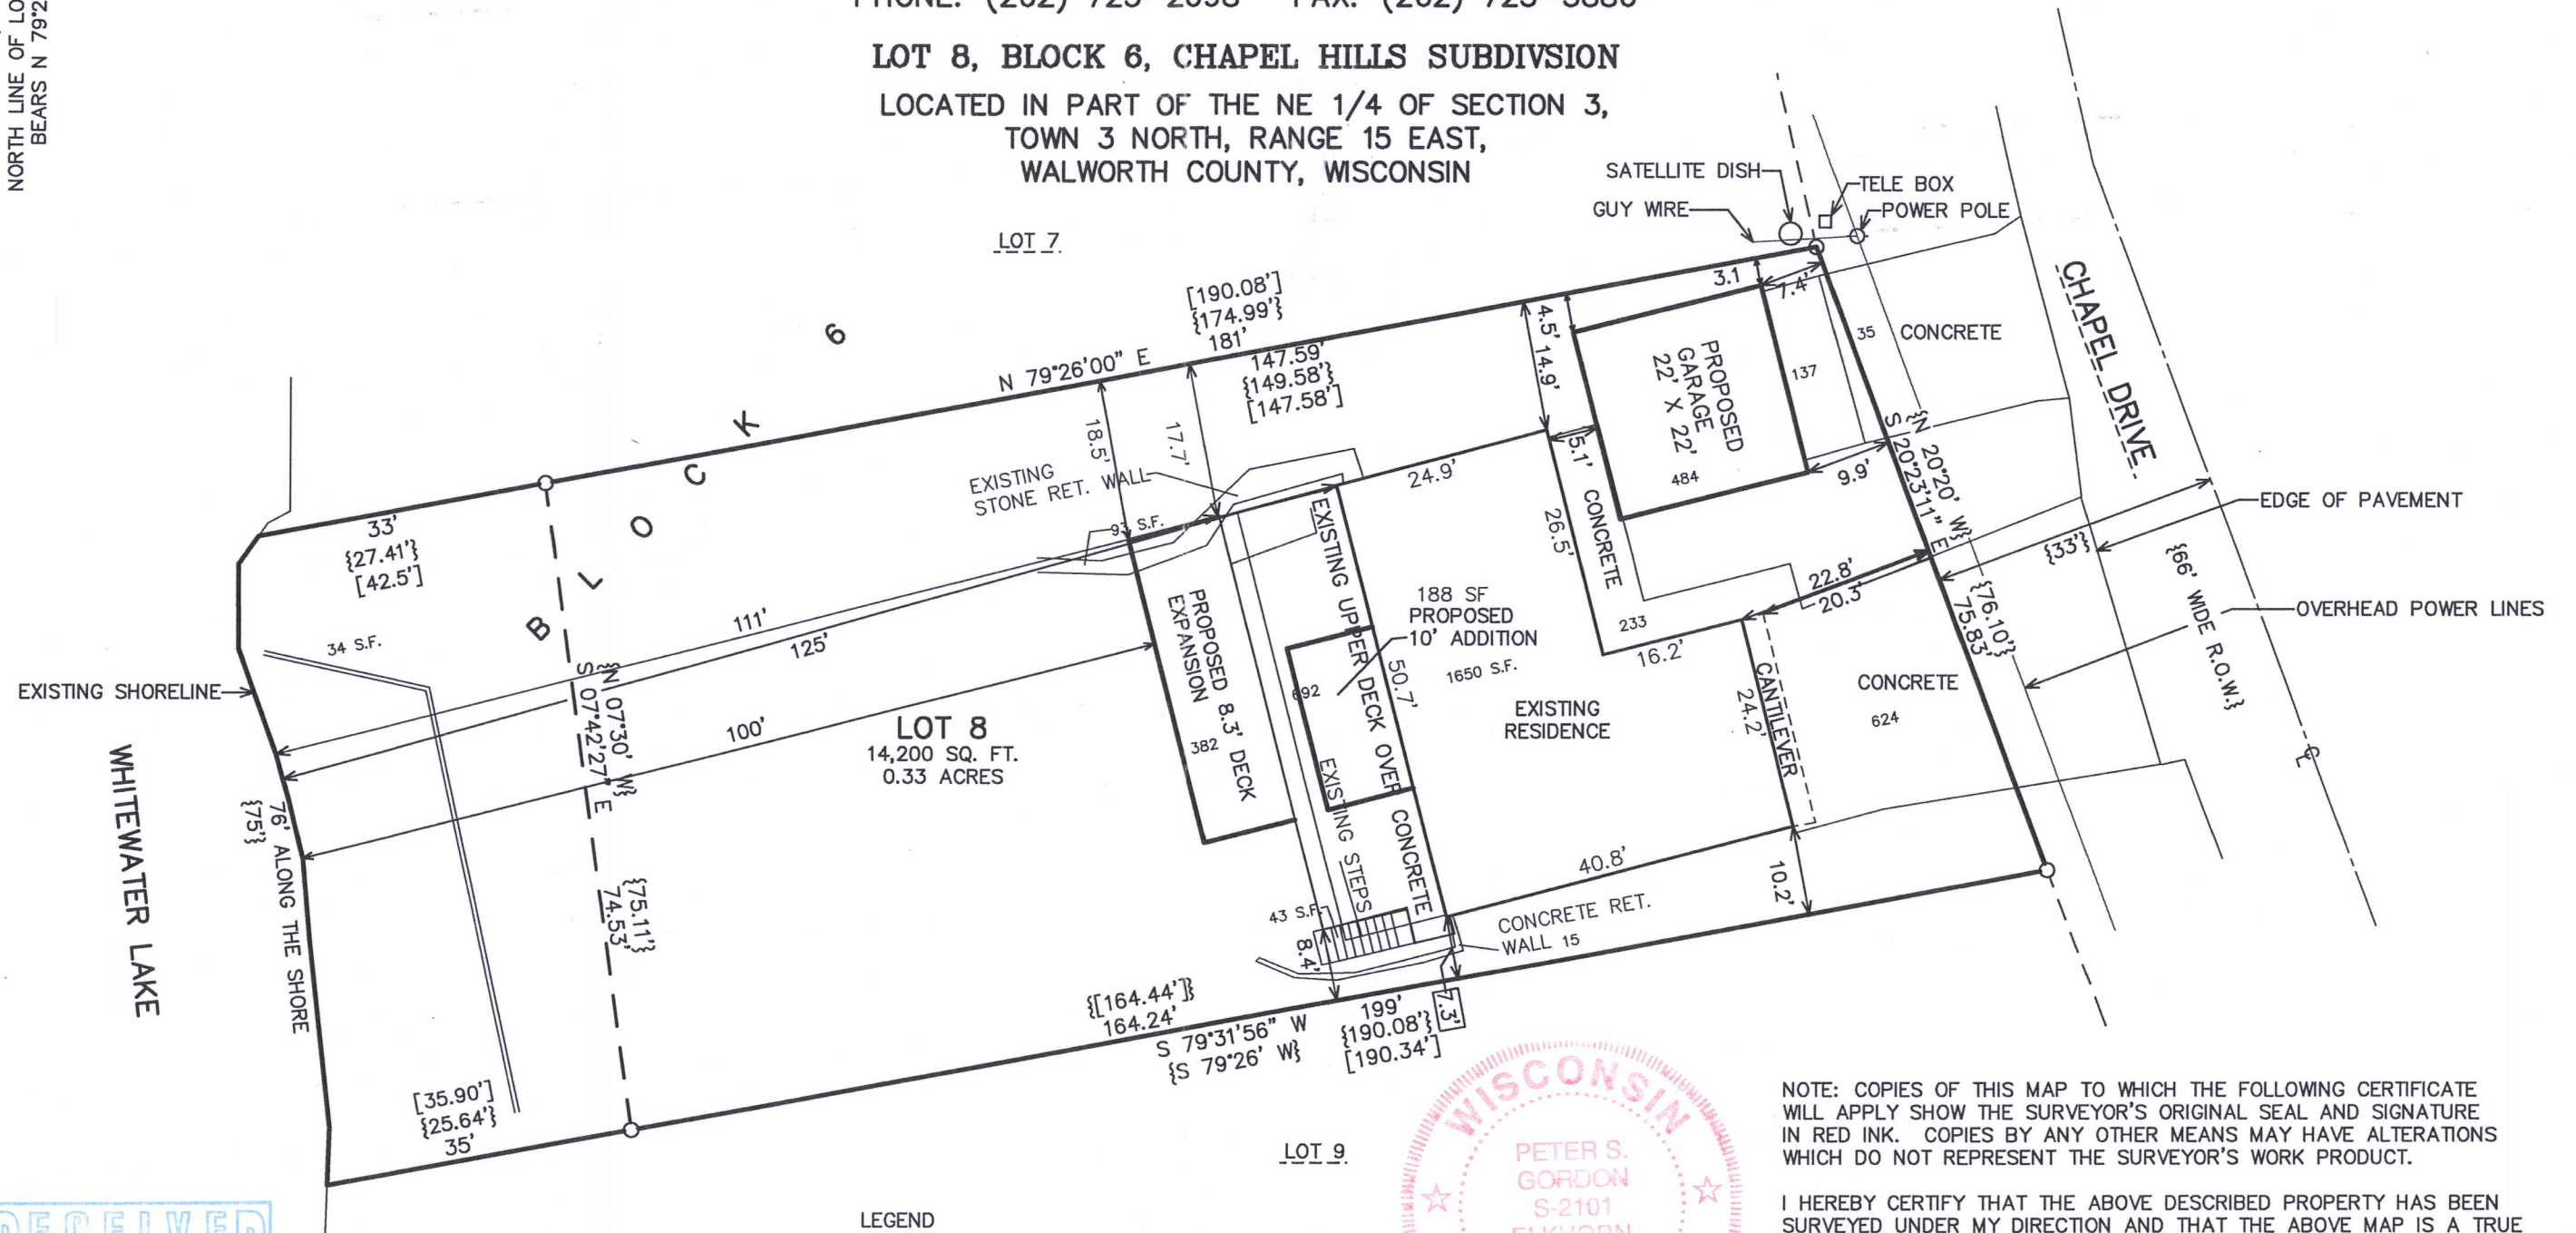 NORTH LINE OF LO
BEARS N 79°2
LOT 8, BLOCK 6, CHAPEL HILLS SUBDIVSION
LOCATED IN PART OF THE NE 1/4 OF SECTION 3,
TOWN 3 NORTH, RANGE 15 EAST,
WALWORTH COUNTY, WISCONSIN
SATELLITE DISH
TELE BOX
GUY WIRE
POWER POLE
LOT 7
[190.08']
{174.99'}
181'
N 79°26'00" E
147.59'
{149.58'}
[147.58']
BLOCK 6
3.1
7.4'
4.5'
14.9'
PROPOSED
GARAGE
22' X 22'
484
137
35
CONCRETE
CHAPEL DRIVE
18.5'
17.7'
EXISTING
STONE RET. WALL
93 S.F.
24.9'
5.1'
9.9'
{N 20°20' W}
S 20°23'11" E
EDGE OF PAVEMENT
{33'}
{66' WIDE R.O.W.}
OVERHEAD POWER LINES
33'
{27.41'}
[42.5']
26.5'
CONCRETE
233
22.8'
20.3'
{76.10'}
75.83'
EXISTING UPPER DECK OVER CONCRETE
188 SF
PROPOSED
10' ADDITION
PROPOSED 8.3' DECK
EXPANSION
382
692
50.7'
1650 S.F.
16.2'
EXISTING
RESIDENCE
CANTILEVER
24.2'
CONCRETE
624
111'
125'
100'
34 S.F.
EXISTING SHORELINE
{N 07°30' W}
S 07°42'27" E
LOT 8
14,200 SQ. FT.
0.33 ACRES
WHITEWATER LAKE
76' ALONG THE SHORE
{75'}
{75.11'}
74.53'
EXISTING STEPS
43 S.F.
8.4'
40.8'
10.2'
CONCRETE RET.
WALL 15
7.3'
{[164.44']}
164.24'
S 79°31'56" W
{S 79°26' W}
199'
{190.08'}
[190.34']
[35.90']
{25.64'}
35'
LOT 9
LEGEND
WISCONSIN
PETER S.
GORDON
S-2101
ELKHORN
NOTE: COPIES OF THIS MAP TO WHICH THE FOLLOWING CERTIFICATE
WILL APPLY SHOW THE SURVEYOR'S ORIGINAL SEAL AND SIGNATURE
IN RED INK. COPIES BY ANY OTHER MEANS MAY HAVE ALTERATIONS
WHICH DO NOT REPRESENT THE SURVEYOR'S WORK PRODUCT.
I HEREBY CERTIFY THAT THE ABOVE DESCRIBED PROPERTY HAS BEEN
SURVEYED UNDER MY DIRECTION AND THAT THE ABOVE MAP IS A TRUE
RECEIVED